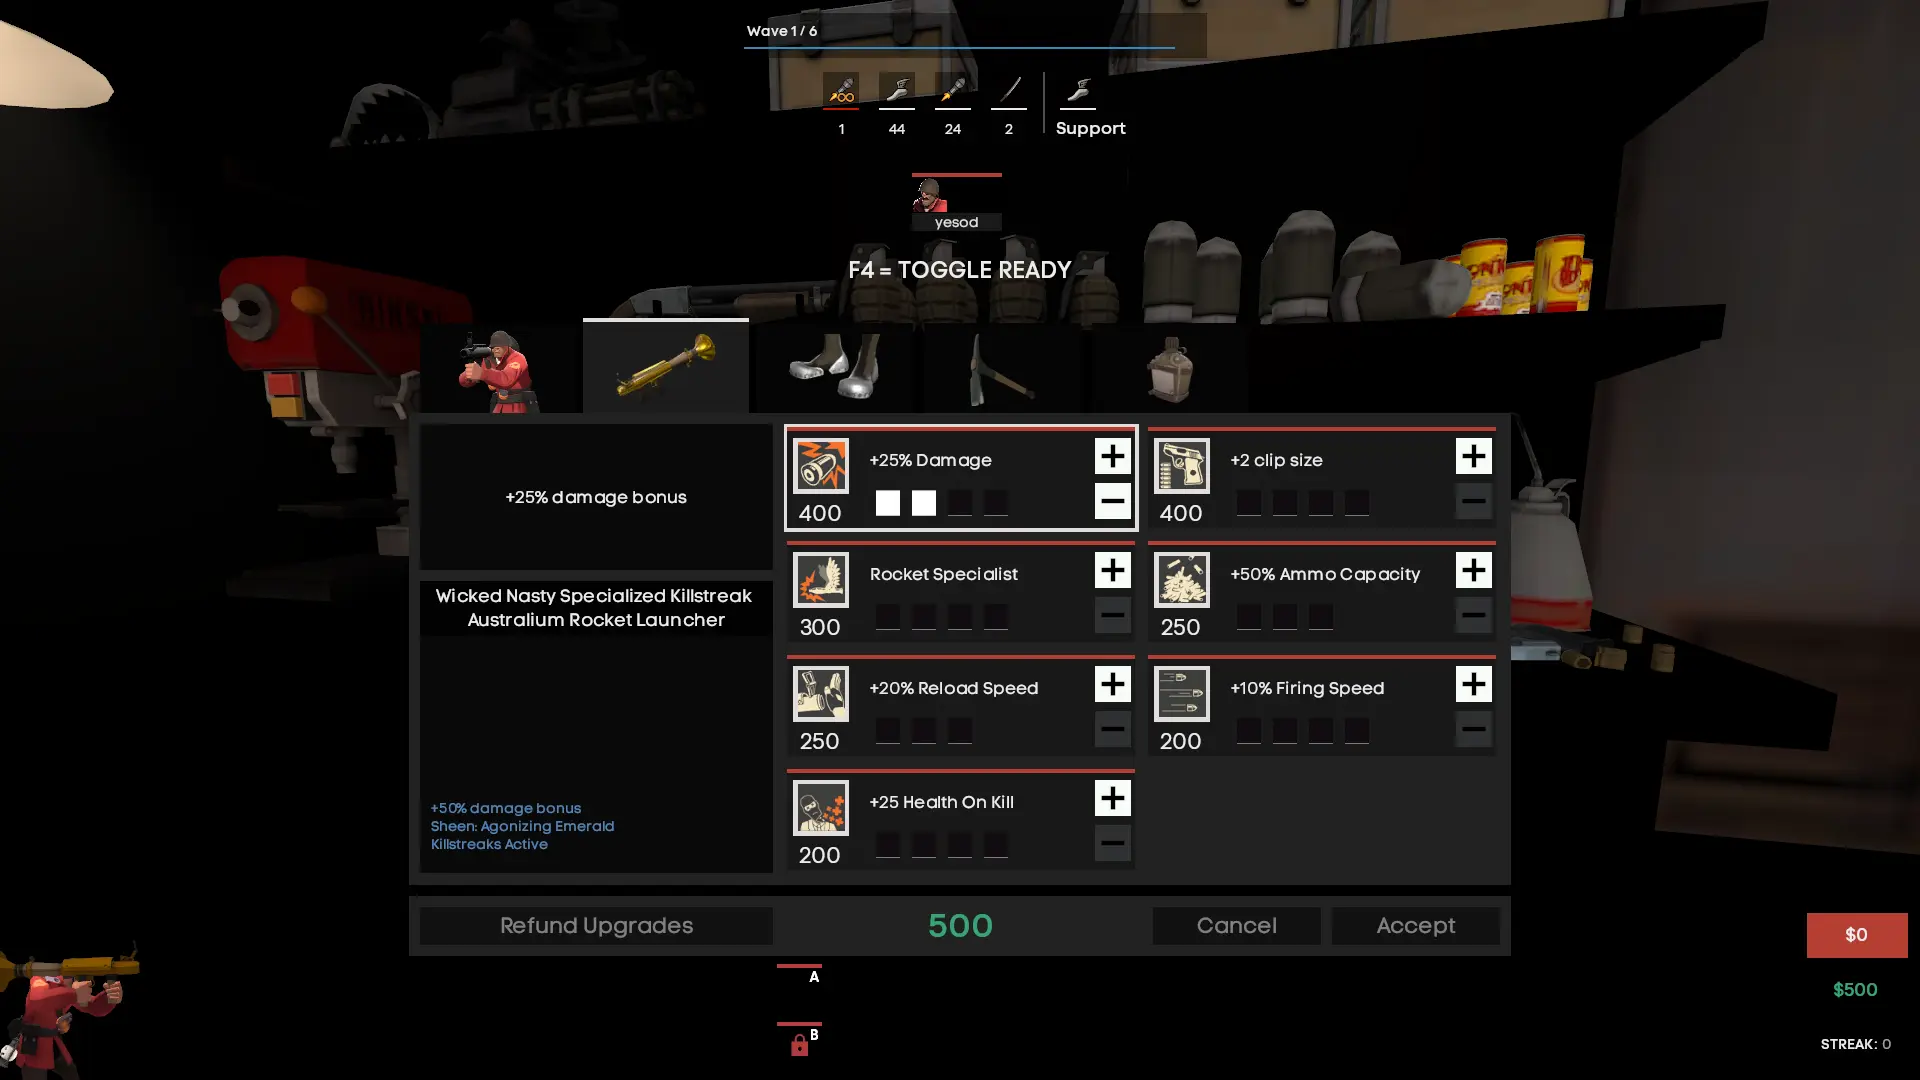 Wave 1 / 6
1
44
24
2
Support
yesod
F4 = TOGGLE READY
+25% damage bonus
Wicked Nasty Specialized Killstreak
Australium Rocket Launcher
+50% damage bonus
Sheen: Agonizing Emerald
Killstreaks Active
+25% Damage
400
+2 clip size
400
Rocket Specialist
300
+50% Ammo Capacity
250
+20% Reload Speed
250
+10% Firing Speed
200
+25 Health On Kill
200
Refund Upgrades
500
Cancel
Accept
A
B
$0
$500
STREAK: 0